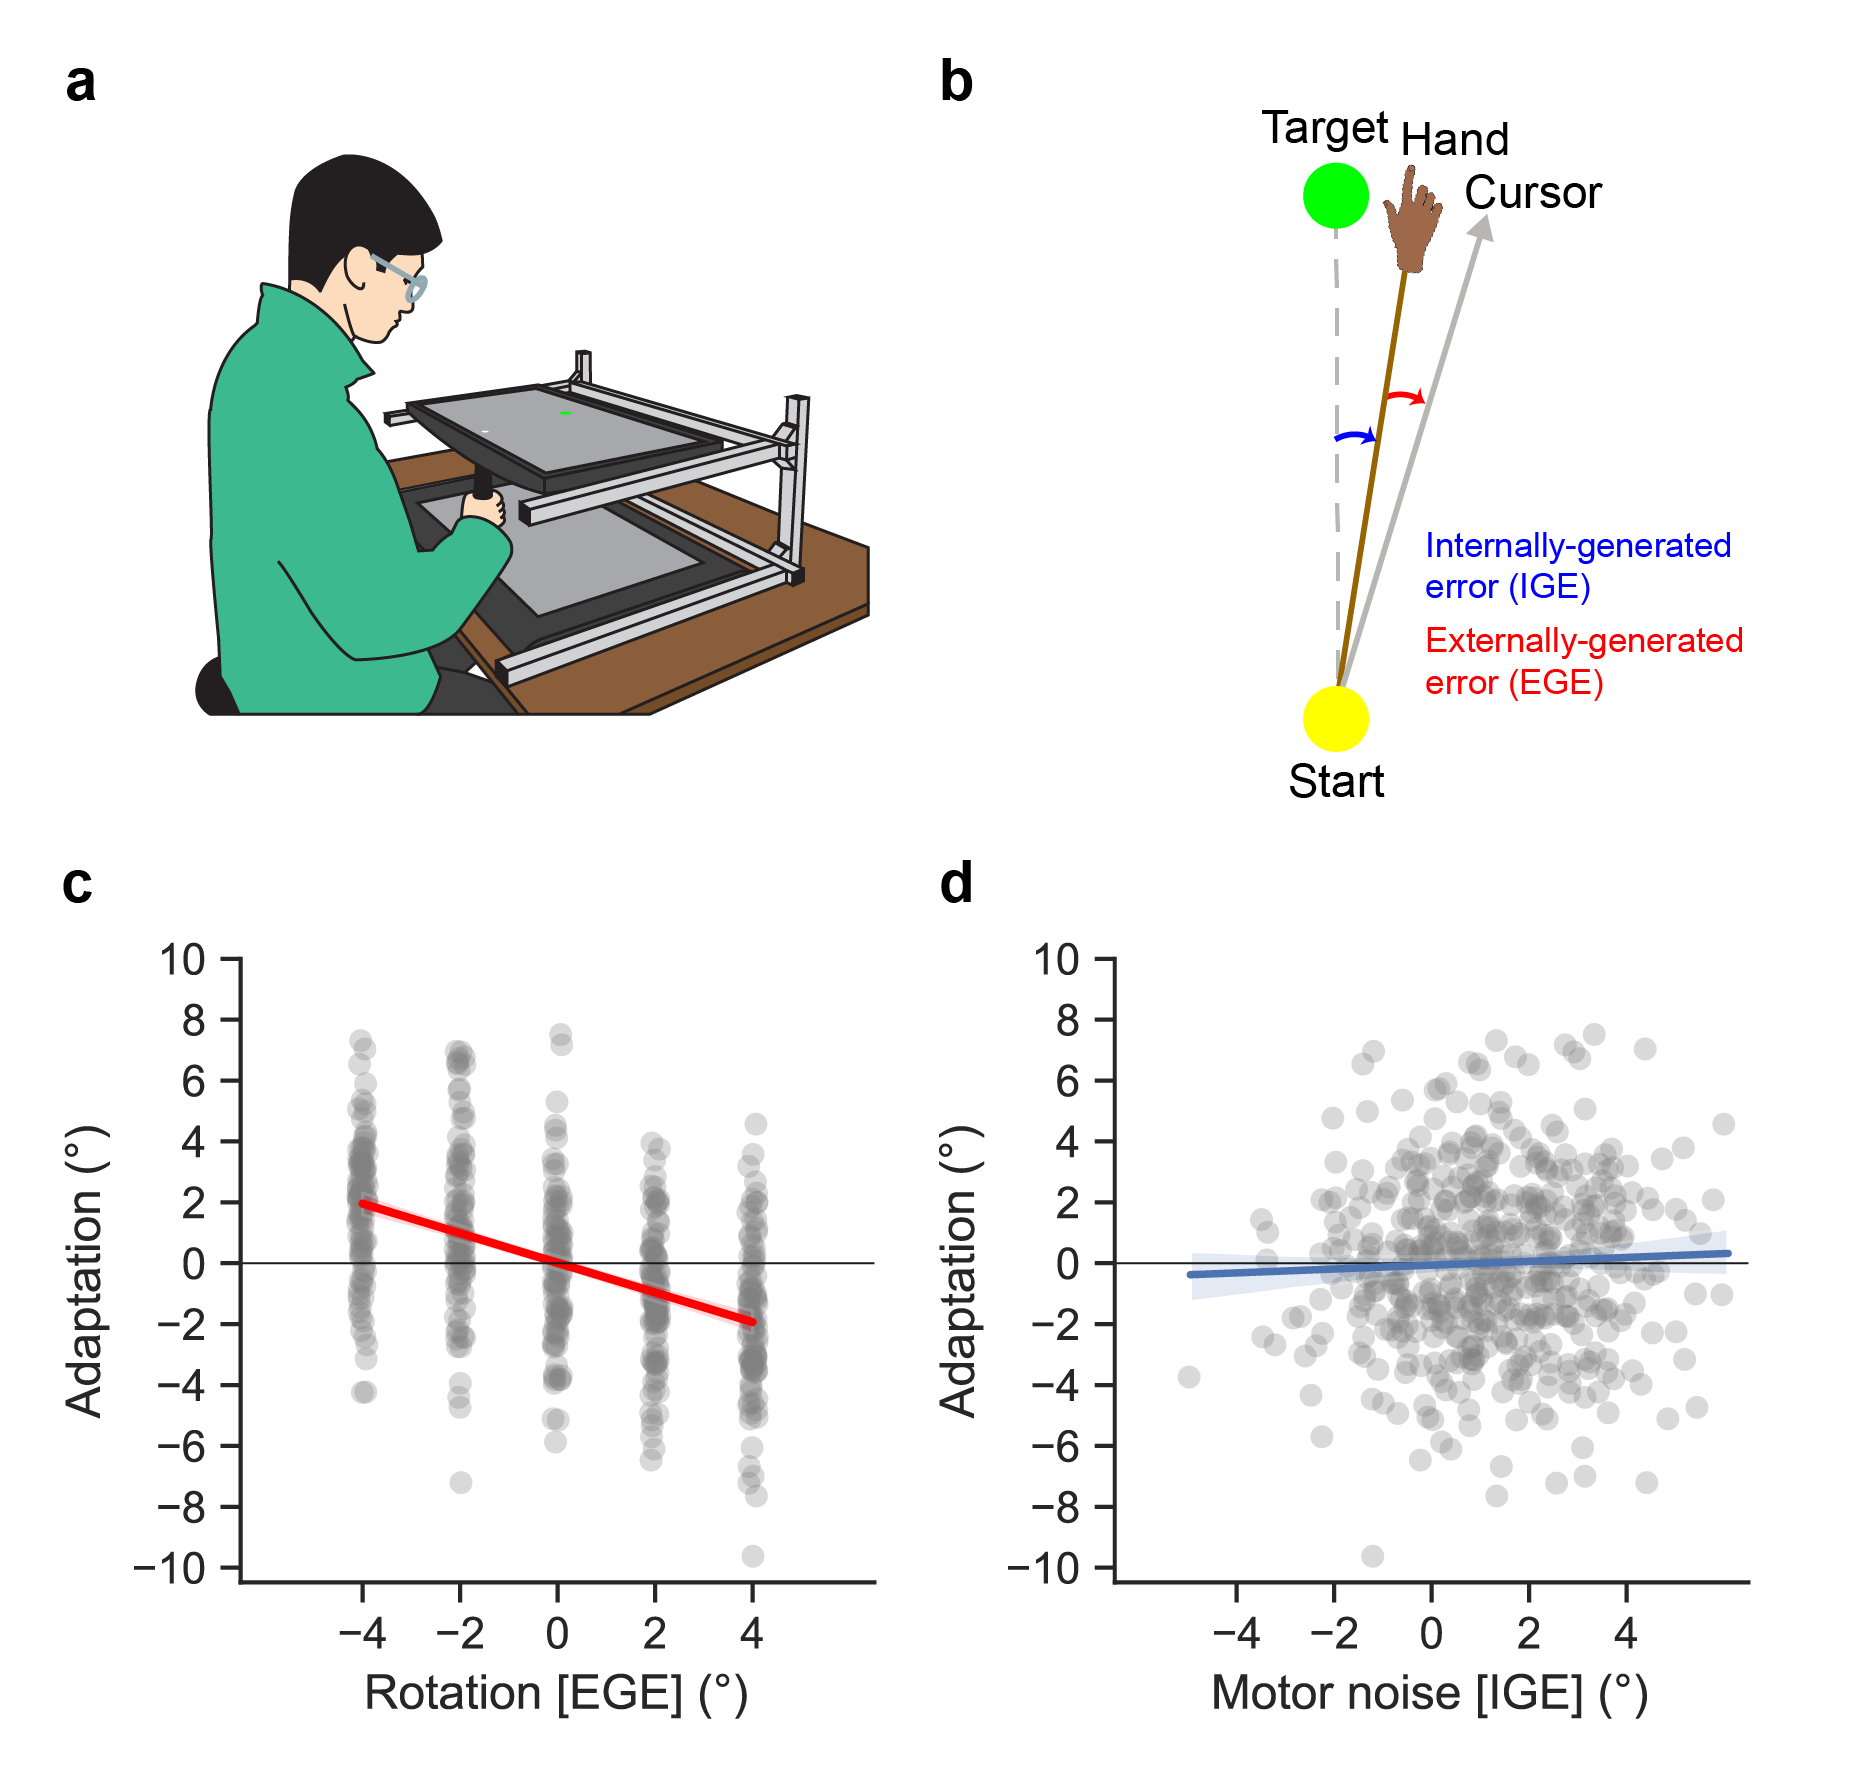 a
b
Target
Hand
Cursor
Internally-generated
error (IGE)
Externally-generated
error (EGE)
Start
c
10
8
6
4
2
0
−2
−4
−6
−8
−10
Adaptation (°)
−4 −2 0 2 4
Rotation [EGE] (°)
d
10
8
6
4
2
0
−2
−4
−6
−8
−10
Adaptation (°)
−4 −2 0 2 4
Motor noise [IGE] (°)